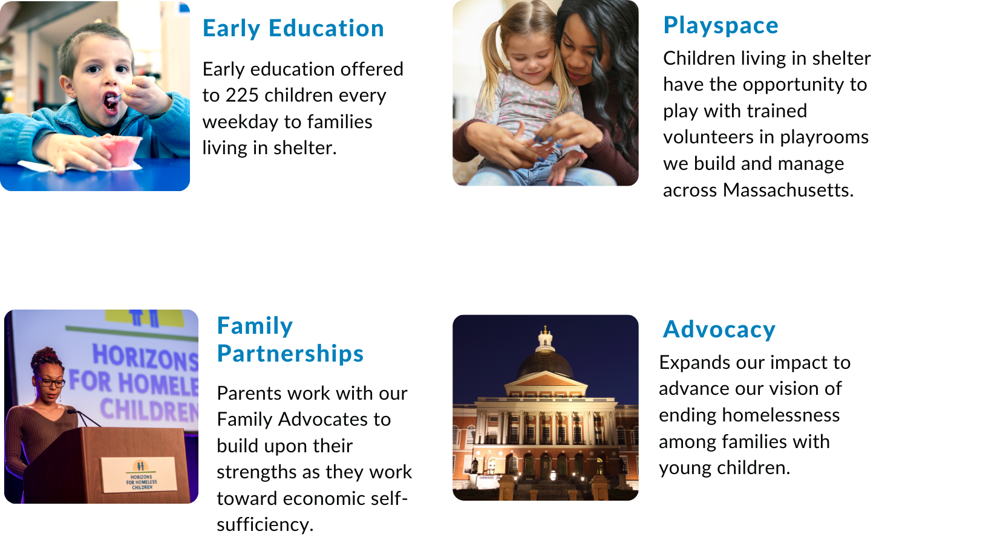 Early Education
Early education offered
to 225 children every
weekday to families
living in shelter.
Playspace
Children living in shelter
have the opportunity to
play with trained
volunteers in playrooms
we build and manage
across Massachusetts.
HORIZONS
FOR HOMELE
CHILDREN
HORIZONS
FOR HOMELESS
CHILDREN
Family
Partnerships
Parents work with our
Family Advocates to
build upon their
strengths as they work
toward economic self-
sufficiency.
Advocacy
Expands our impact to
advance our vision of
ending homelessness
among families with
young children.